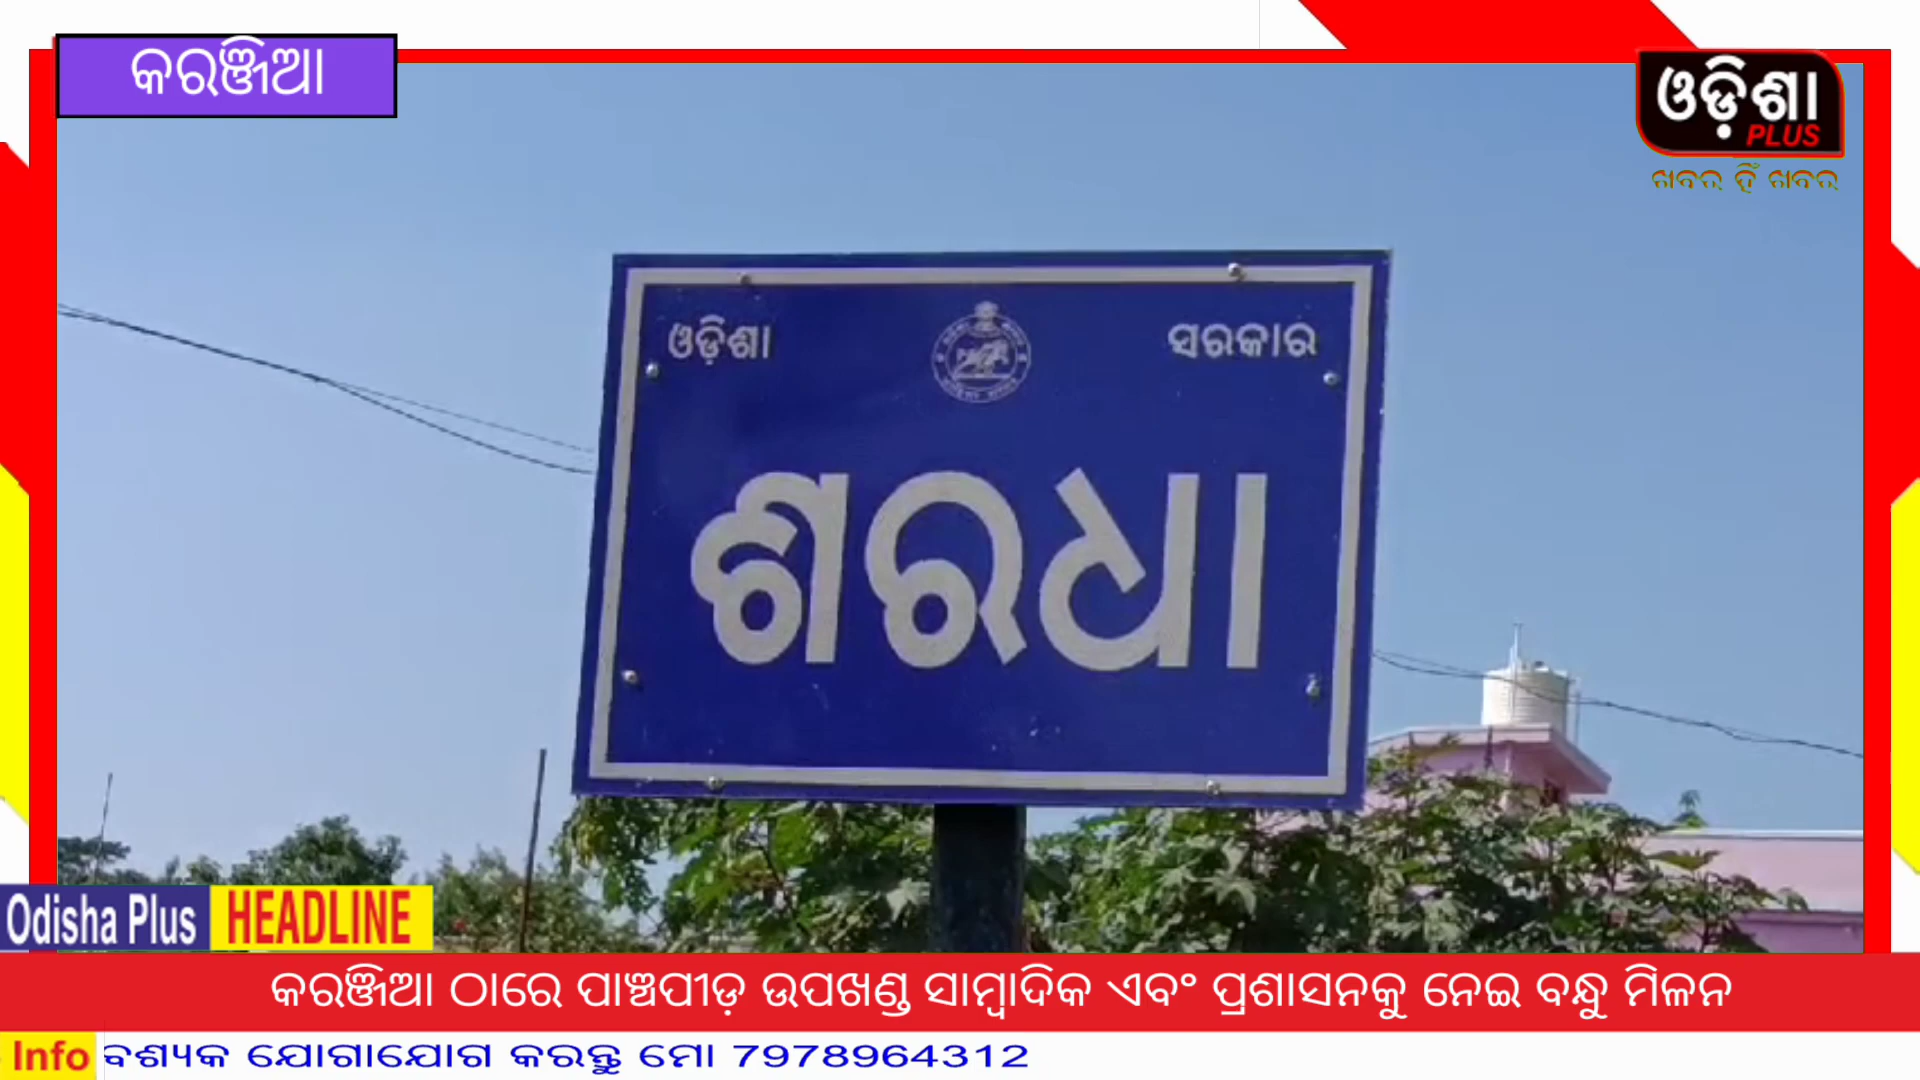 କରଞ୍ଜିଆ
ଓଡ଼ିଶା
PLUS
ଖବର ହିଁ ଖବର
ଓଡ଼ିଶା ସରକାର
ଶରଧା
Odisha Plus HEADLINE
କରଞ୍ଜିଆ ଠାରେ ପାଞ୍ଚପୀଡ଼ ଉପଖଣ୍ଡ ସାମ୍ବାଦିକ ଏବଂ ପ୍ରଶାସନକୁ ନେଇ ବନ୍ଧୁ ମିଳନ
Info ବଶ୍ୟକ ଯୋଗାଯୋଗ କରନ୍ତୁ ମୋ 7978964312